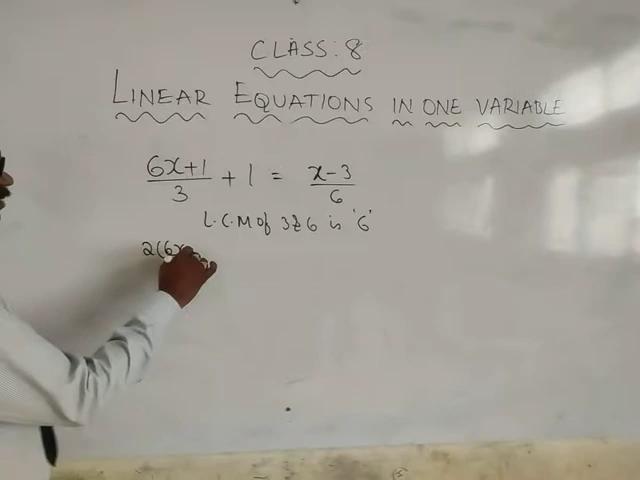 CLASS: 8
LINEAR EQUATIONS IN ONE VARIABLE
(6x+1)/3 + 1 = (x-3)/6
L.C.M of 3 & 6 is '6'
2(6x